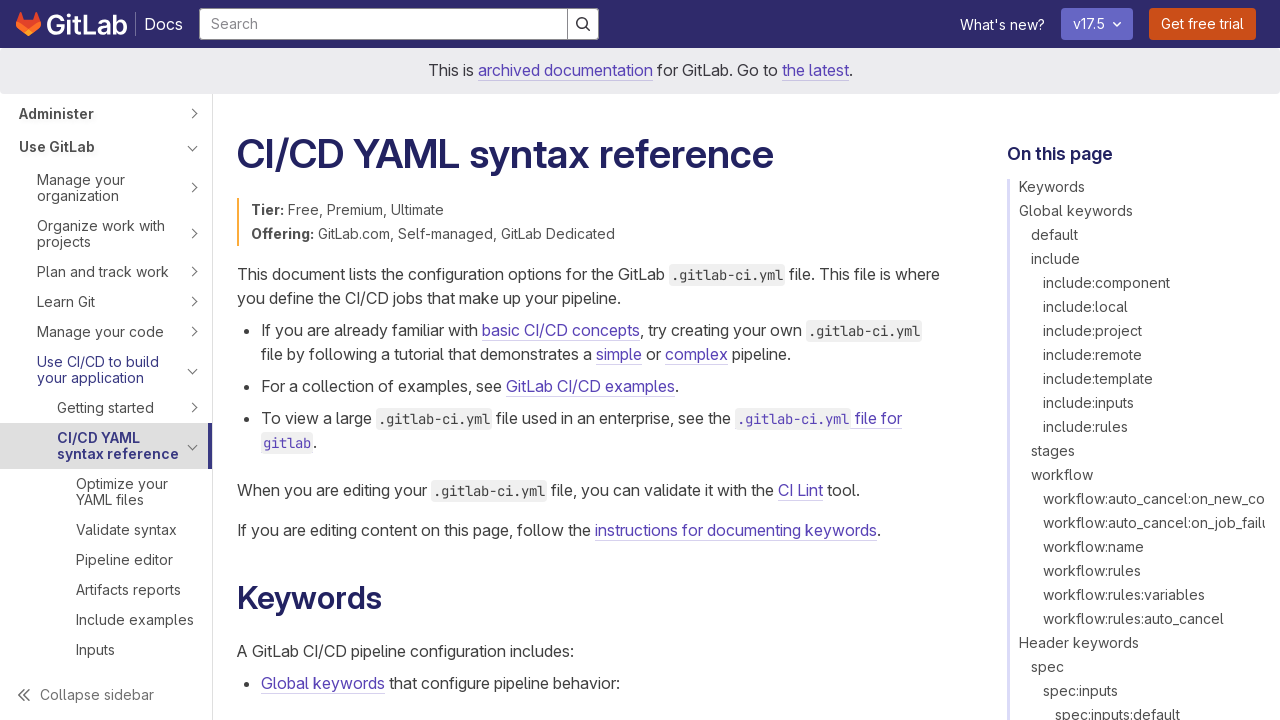 GitLab Docs Search What's new? v17.5 Get free trial
This is archived documentation for GitLab. Go to the latest.
Administer
Use GitLab
Manage your
organization
Organize work with
projects
Plan and track work
Learn Git
Manage your code
Use CI/CD to build
your application
Getting started
CI/CD YAML
syntax reference
Optimize your
YAML files
Validate syntax
Pipeline editor
Artifacts reports
Include examples
Inputs
Collapse sidebar
CI/CD YAML syntax reference
Tier: Free, Premium, Ultimate
Offering: GitLab.com, Self-managed, GitLab Dedicated
This document lists the configuration options for the GitLab .gitlab-ci.yml file. This file is where
you define the CI/CD jobs that make up your pipeline.
• If you are already familiar with basic CI/CD concepts, try creating your own .gitlab-ci.yml
file by following a tutorial that demonstrates a simple or complex pipeline.
• For a collection of examples, see GitLab CI/CD examples.
• To view a large .gitlab-ci.yml file used in an enterprise, see the .gitlab-ci.yml file for
gitlab.
When you are editing your .gitlab-ci.yml file, you can validate it with the CI Lint tool.
If you are editing content on this page, follow the instructions for documenting keywords.
Keywords
A GitLab CI/CD pipeline configuration includes:
• Global keywords that configure pipeline behavior:
On this page
Keywords
Global keywords
default
include
include:component
include:local
include:project
include:remote
include:template
include:inputs
include:rules
stages
workflow
workflow:auto_cancel:on_new_co
workflow:auto_cancel:on_job_failu
workflow:name
workflow:rules
workflow:rules:variables
workflow:rules:auto_cancel
Header keywords
spec
spec:inputs
spec:inputs:default